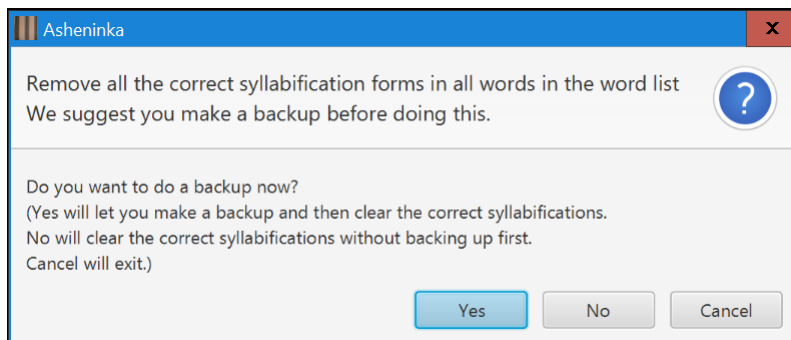 Asheninka
Remove all the correct syllabification forms in all words in the word list
We suggest you make a backup before doing this.
Do you want to do a backup now?
(Yes will let you make a backup and then clear the correct syllabifications.
No will clear the correct syllabifications without backing up first.
Cancel will exit.)
Yes No Cancel